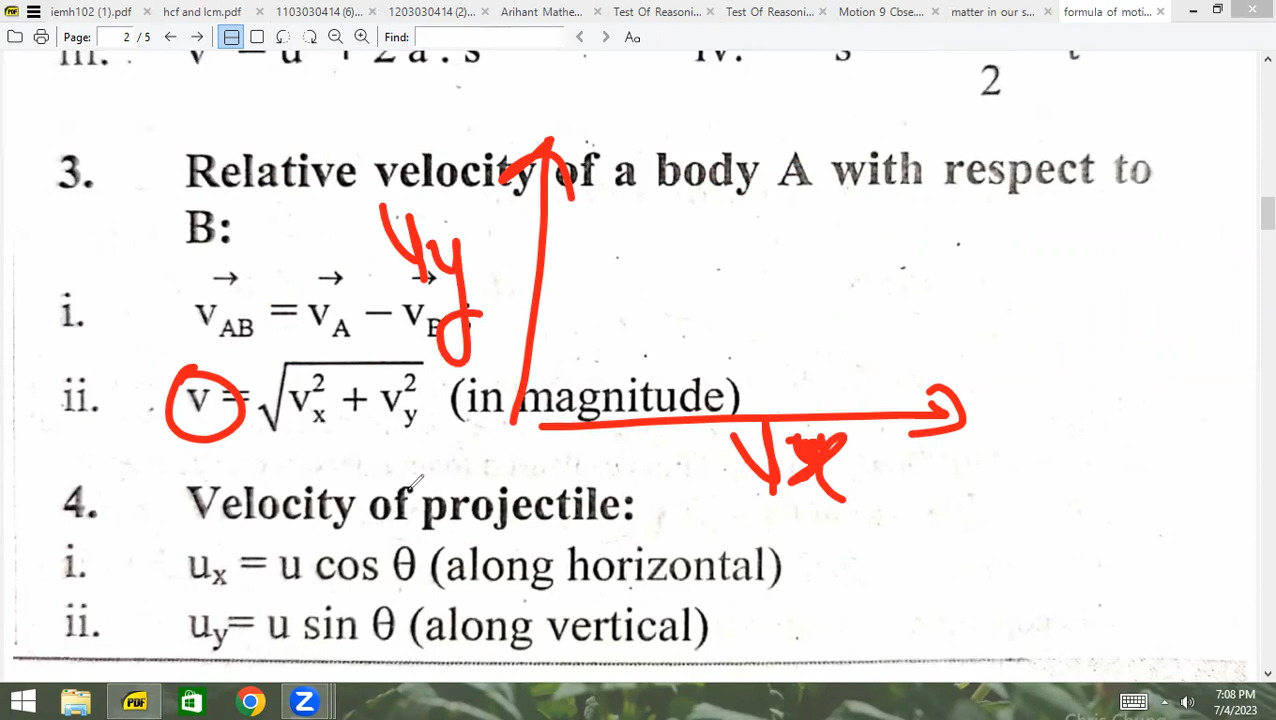 iemh102 (1).pdf × hcf and lcm.pdf × 1103030414 (6)... × 1203030414 (2)... × Arihant Mathe... × Test Of Reasoni... × Test Of Reasoni... × Motion 9 Cbse... × matter in our s... × formula of moti... ×
Page: 2 / 5 Find: Aa
2
3. Relative velocity of a body A with respect to
B:
i. v⃗AB = v⃗A − v⃗B ;
ii. v = √(vx² + vy²) (in magnitude)
Vy
Vx
4. Velocity of projectile:
i. ux = u cos θ (along horizontal)
ii. uy= u sin θ (along vertical)
7:08 PM
7/4/2023